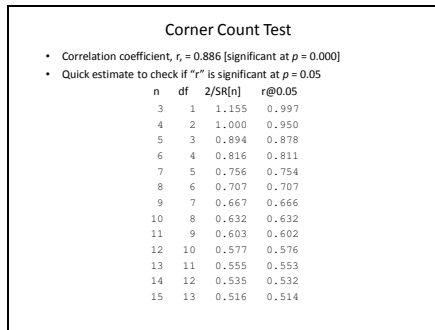 Corner Count Test
• Correlation coefficient, r, = 0.886 [significant at p = 0.000]
• Quick estimate to check if “r” is significant at p = 0.05
n df 2/SR[n] r@0.05
3 1 1.155 0.997
4 2 1.000 0.950
5 3 0.894 0.878
6 4 0.816 0.811
7 5 0.756 0.754
8 6 0.707 0.707
9 7 0.667 0.666
10 8 0.632 0.632
11 9 0.603 0.602
12 10 0.577 0.576
13 11 0.555 0.553
14 12 0.535 0.532
15 13 0.516 0.514